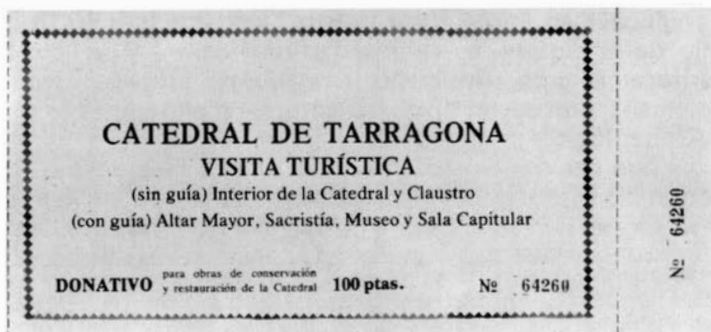 CATEDRAL DE TARRAGONA
VISITA TURÍSTICA
(sin guía) Interior de la Catedral y Claustro
(con guía) Altar Mayor, Sacristía, Museo y Sala Capitular
DONATIVO para obras de conservación y restauración de la Catedral 100 ptas. Nº 64260
Nº 64260